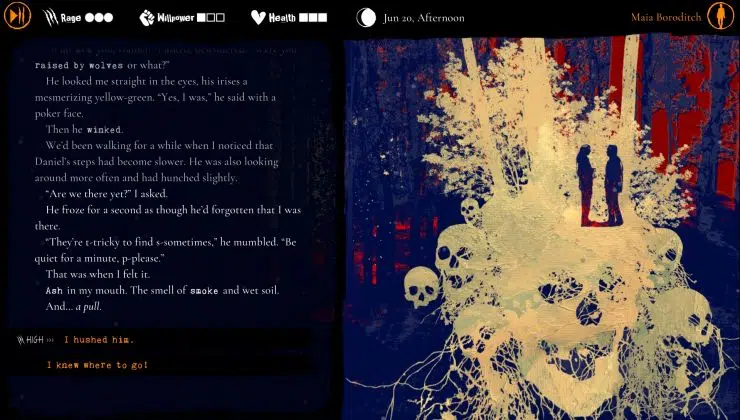 Rage
Willpower
Health
Jun 20, Afternoon
Maia Boroditch
raised by wolves or what?”
He looked me straight in the eyes, his irises a
mesmerizing yellow-green. “Yes, I was,” he said with a
poker face.
Then he winked.
We’d been walking for a while when I noticed that
Daniel’s steps had become slower. He was also looking
around more often and had hunched slightly.
“Are we there yet?” I asked.
He froze for a second as though he’d forgotten that I was
there.
“They’re t-tricky to find s-sometimes,” he mumbled. “Be
quiet for a minute, p-please.”
That was when I felt it.
Ash in my mouth. The smell of smoke and wet soil.
And... a pull.
HIGH ››› I hushed him.
I knew where to go!